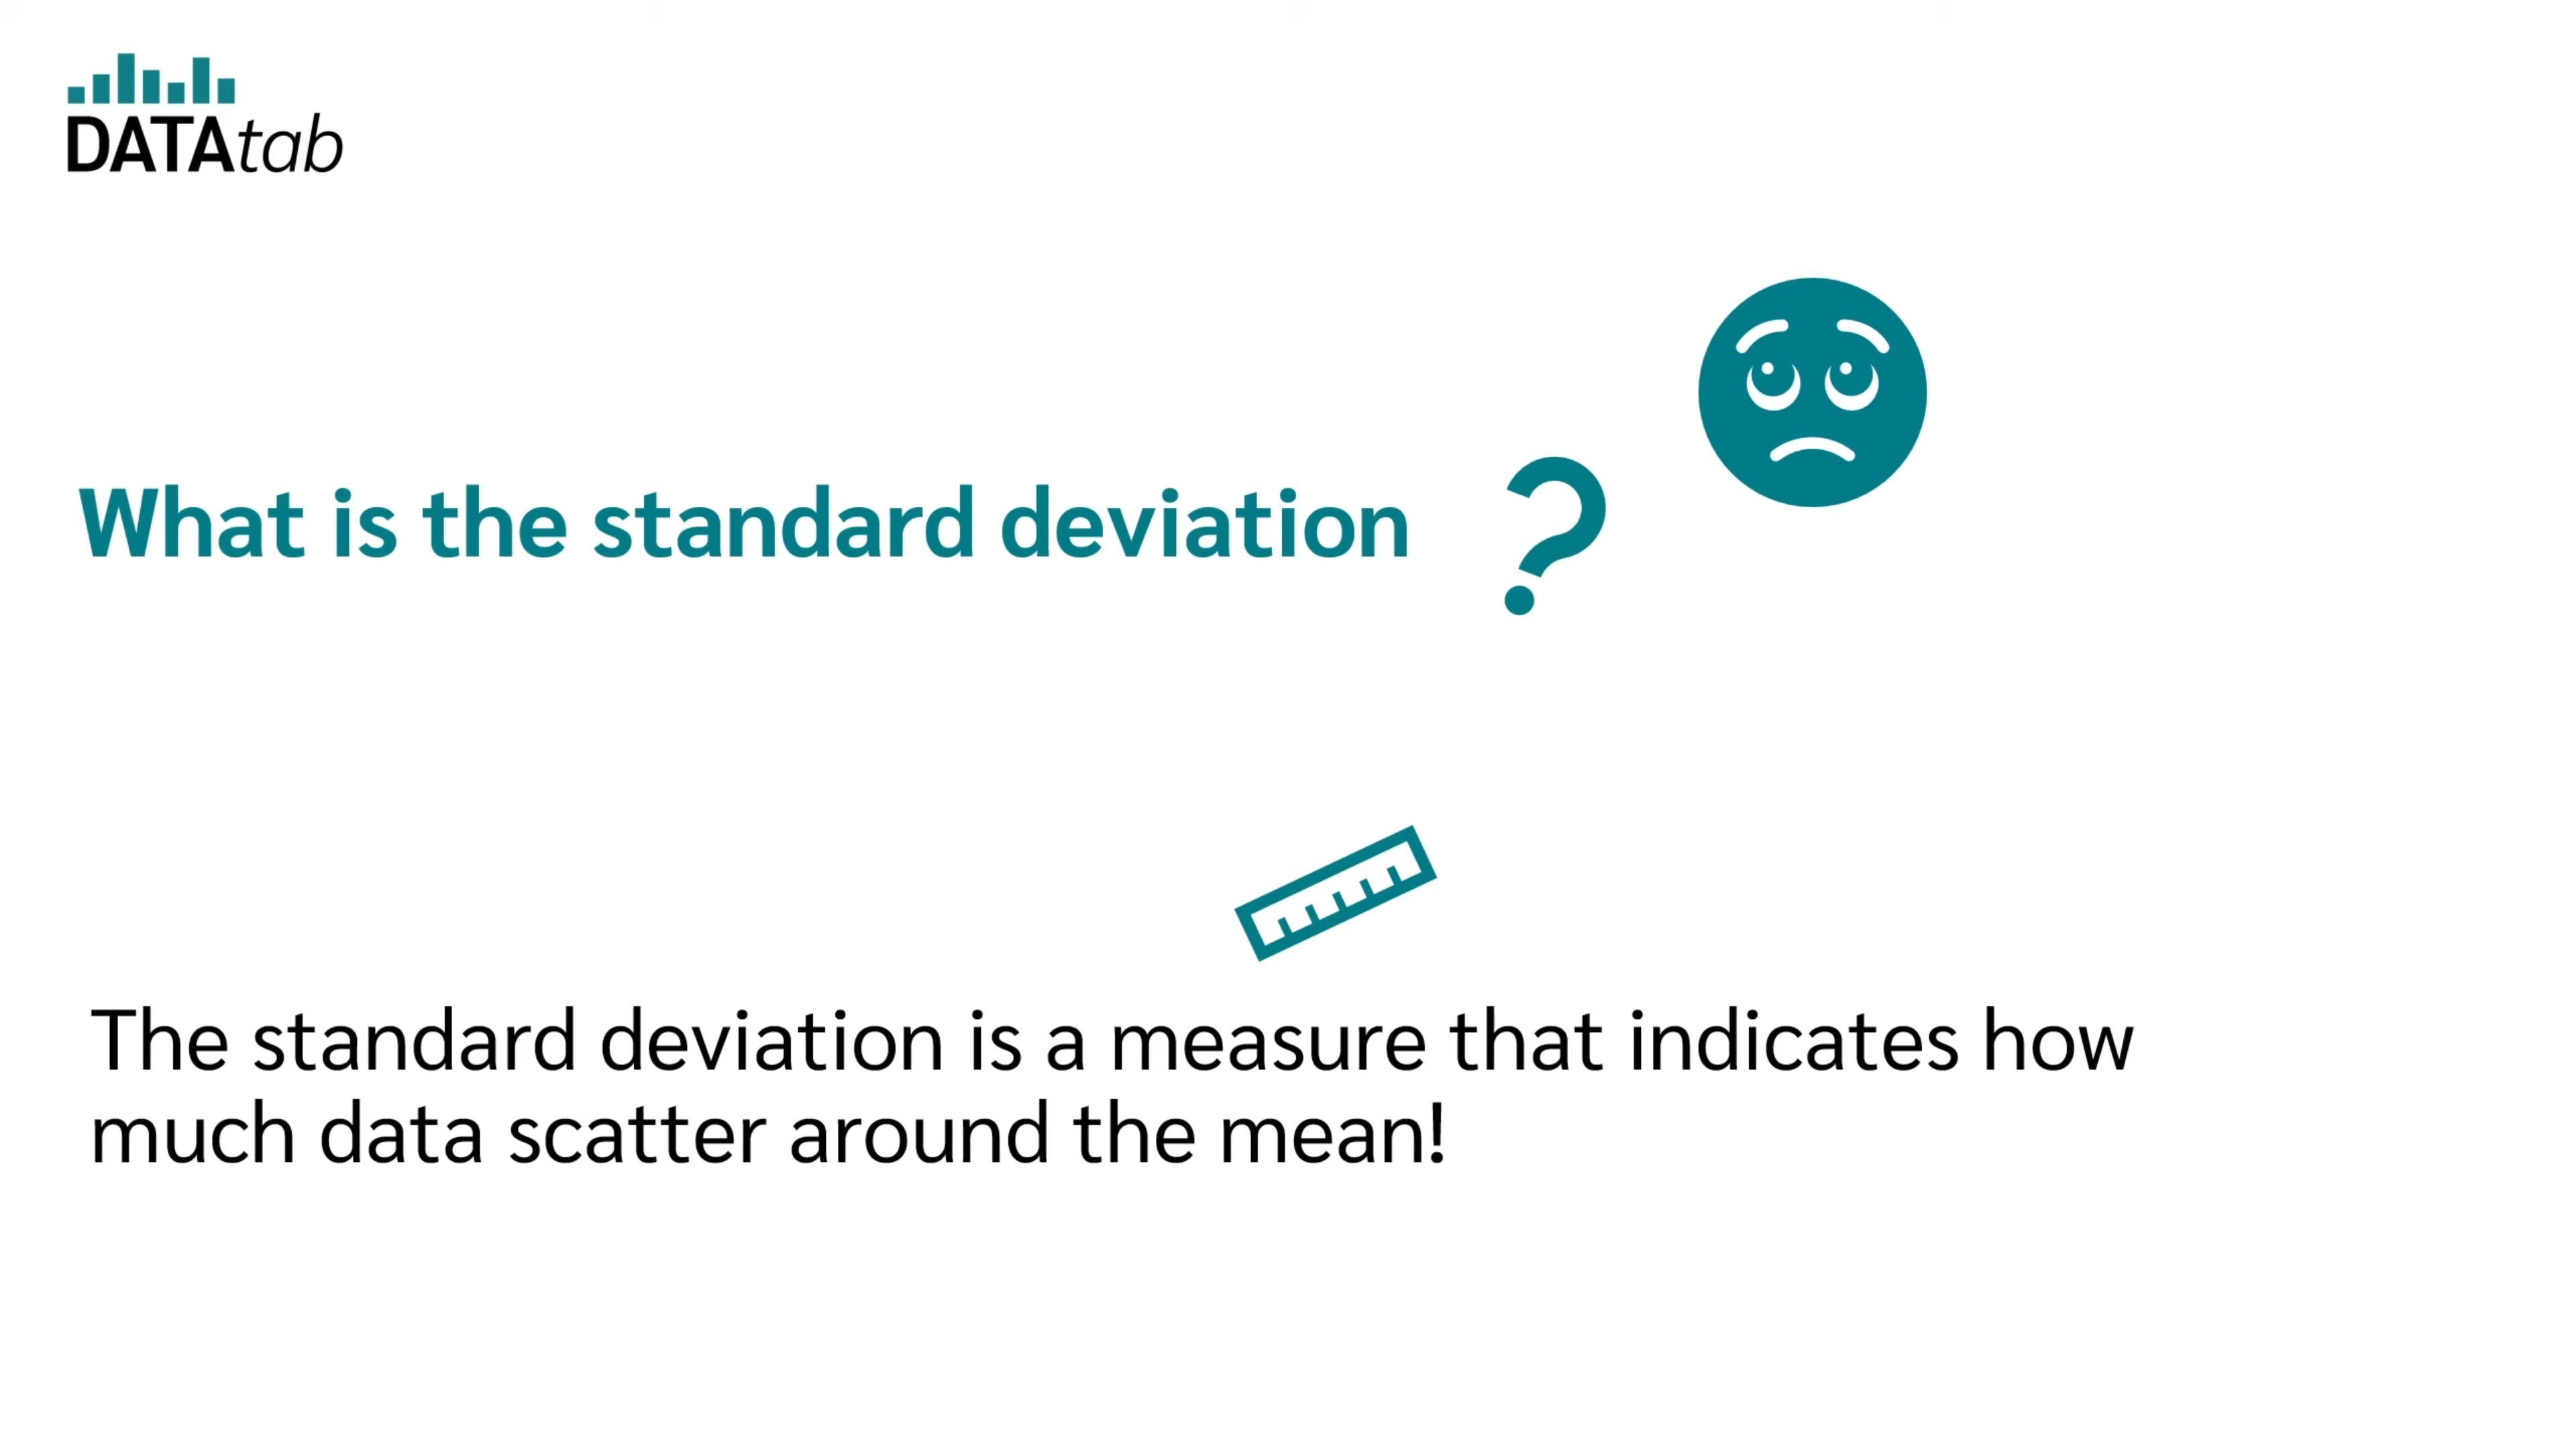 DATAtab
What is the standard deviation ?
The standard deviation is a measure that indicates how
much data scatter around the mean!